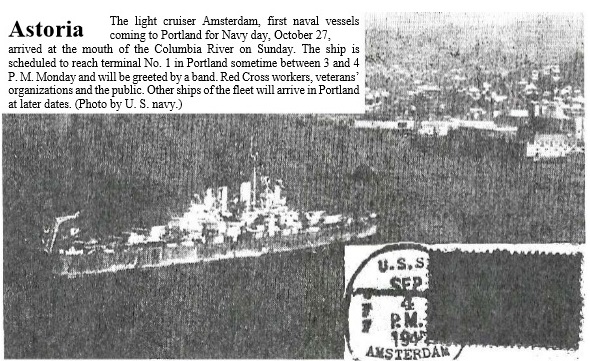 Astoria
The light cruiser Amsterdam, first naval vessels
coming to Portland for Navy day, October 27,
arrived at the mouth of the Columbia River on Sunday. The ship is
scheduled to reach terminal No. 1 in Portland sometime between 3 and 4
P. M. Monday and will be greeted by a band. Red Cross workers, veterans'
organizations and the public. Other ships of the fleet will arrive in Portland
at later dates. (Photo by U. S. navy.)
U.S.S
SEP
4
P.M.
AMSTERDAM